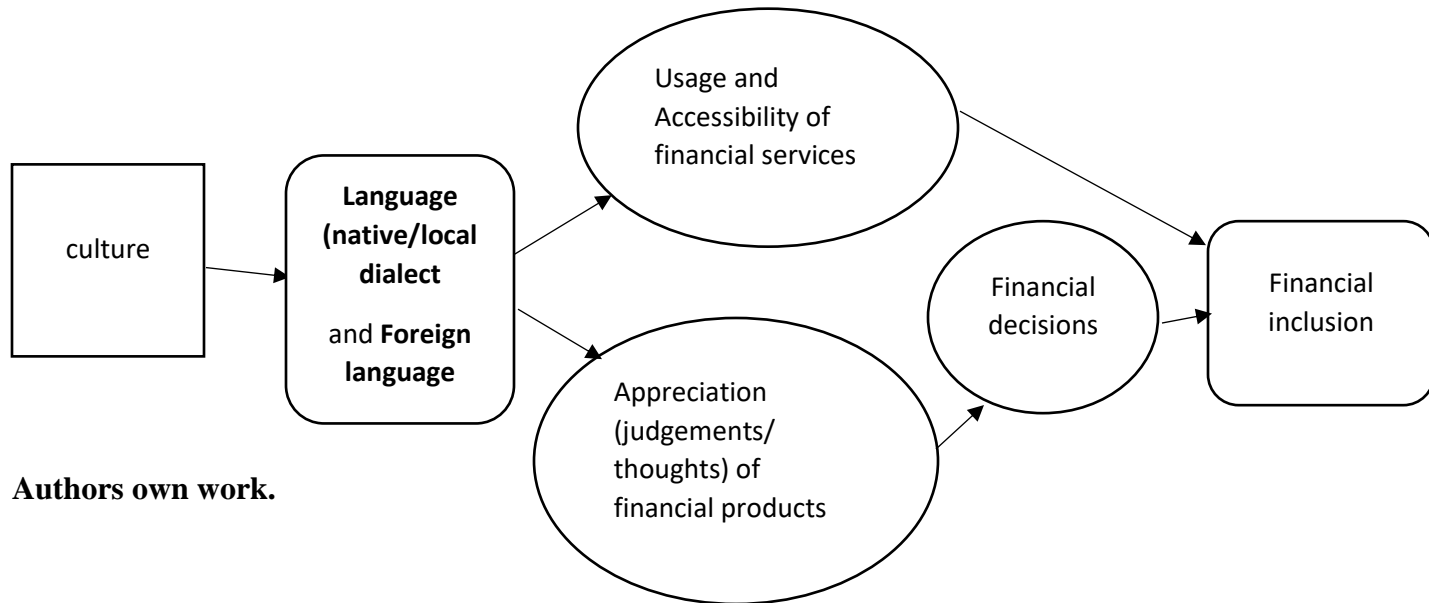 culture
Language
(native/local
dialect
and Foreign
language
Usage and
Accessibility of
financial services
Appreciation
(judgements/
thoughts) of
financial products
Financial
decisions
Financial
inclusion
Authors own work.